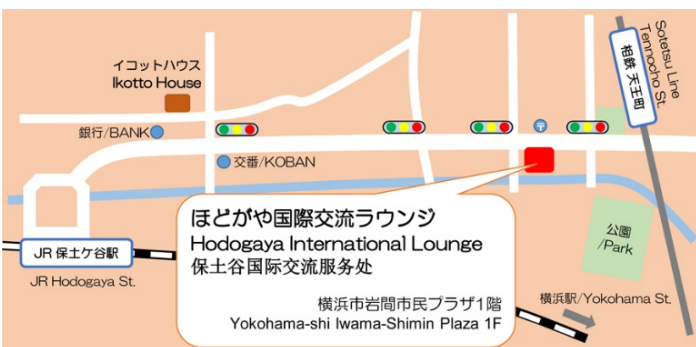 イコットハウス
Ikotto House
銀行/BANK
交番/KOBAN
〒
Sotetsu Line
Tennocho St.
相鉄 天王町
ほどがや国際交流ラウンジ
Hodogaya International Lounge
保土谷国际交流服务处
横浜市岩間市民プラザ1階
Yokohama-shi Iwama-Shimin Plaza 1F
JR 保土ケ谷駅
JR Hodogaya St.
公園
/Park
横浜駅/Yokohama St.